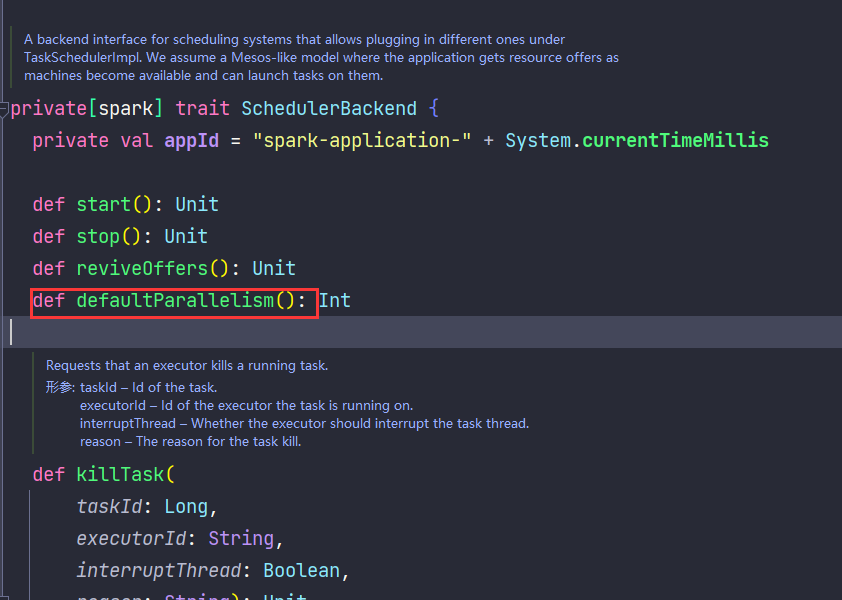 A backend interface for scheduling systems that allows plugging in different ones under
TaskSchedulerImpl. We assume a Mesos-like model where the application gets resource offers as
machines become available and can launch tasks on them.
private[spark] trait SchedulerBackend {
private val appId = "spark-application-" + System.currentTimeMillis
def start(): Unit
def stop(): Unit
def reviveOffers(): Unit
def defaultParallelism(): Int
Requests that an executor kills a running task.
形参: taskId – Id of the task.
executorId – Id of the executor the task is running on.
interruptThread – Whether the executor should interrupt the task thread.
reason – The reason for the task kill.
def killTask(
taskId: Long,
executorId: String,
interruptThread: Boolean,
reason: String): Unit